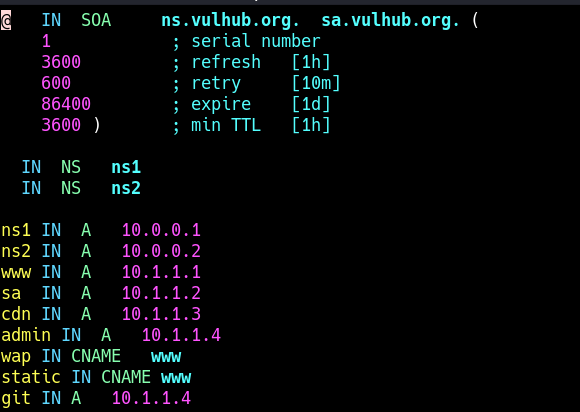 @   IN  SOA     ns.vulhub.org.  sa.vulhub.org. (
    1            ; serial number
    3600         ; refresh   [1h]
    600          ; retry     [10m]
    86400        ; expire    [1d]
    3600 )       ; min TTL   [1h]
  IN  NS   ns1
  IN  NS   ns2
ns1 IN  A   10.0.0.1
ns2 IN  A   10.0.0.2
www IN  A   10.1.1.1
sa  IN  A   10.1.1.2
cdn IN  A   10.1.1.3
admin IN  A   10.1.1.4
wap IN CNAME   www
static IN CNAME www
git IN A   10.1.1.4